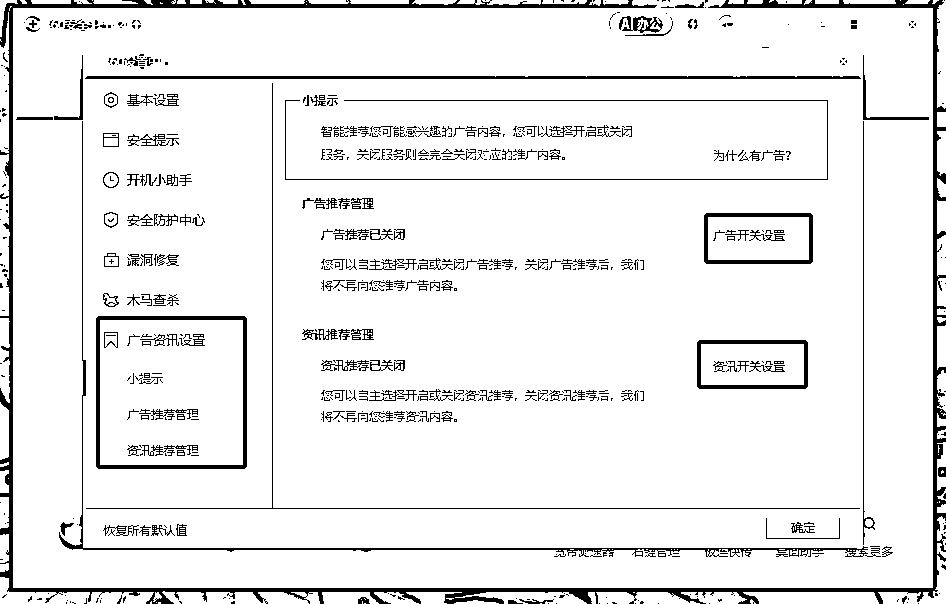 AI 办公
基本设置
安全提示
开机小助手
安全防护中心
漏洞修复
木马查杀
广告资讯设置
小提示
广告推荐管理
资讯推荐管理
小提示
智能推荐您可能感兴趣的广告内容，您可以选择开启或关闭
服务，关闭服务则会完全关闭对应的推广内容。
为什么有广告?
广告推荐管理
广告推荐已关闭
广告开关设置
您可以自主选择开启或关闭广告推荐，关闭广告推荐后，我们
将不再向您推荐广告内容。
资讯推荐管理
资讯推荐已关闭
资讯开关设置
您可以自主选择开启或关闭资讯推荐，关闭资讯推荐后，我们
将不再向您推荐资讯内容。
恢复所有默认值
确定
搜索更多